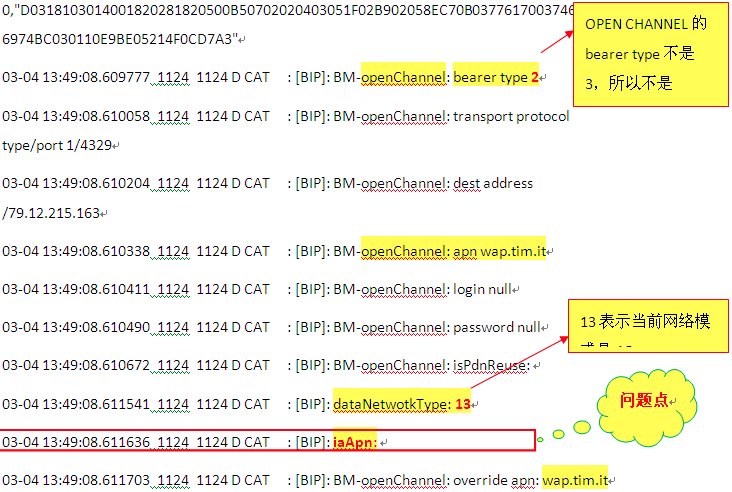 0,"D0318103014001820281820500B50702020403051F02B902058EC70B0377617003746
6974BC030110E9BE05214F0CD7A3"
03-04 13:49:08.609777  1124  1124 D CAT     : [BIP]: BM-openChannel: bearer type 2
03-04 13:49:08.610058  1124  1124 D CAT     : [BIP]: BM-openChannel: transport protocol
type/port 1/4329
03-04 13:49:08.610204  1124  1124 D CAT     : [BIP]: BM-openChannel: dest address
/79.12.215.163
03-04 13:49:08.610338  1124  1124 D CAT     : [BIP]: BM-openChannel: apn wap.tim.it
03-04 13:49:08.610411  1124  1124 D CAT     : [BIP]: BM-openChannel: login null
03-04 13:49:08.610490  1124  1124 D CAT     : [BIP]: BM-openChannel: password null
03-04 13:49:08.610672  1124  1124 D CAT     : [BIP]: BM-openChannel: isPdnReuse:
03-04 13:49:08.611541  1124  1124 D CAT     : [BIP]: dataNetwotkType: 13
03-04 13:49:08.611636  1124  1124 D CAT     : [BIP]: iaApn:
03-04 13:49:08.611703  1124  1124 D CAT     : [BIP]: BM-openChannel: override apn: wap.tim.it
OPEN CHANNEL 的
bearer type 不是
3，所以不是
13 表示当前网络模
问题点